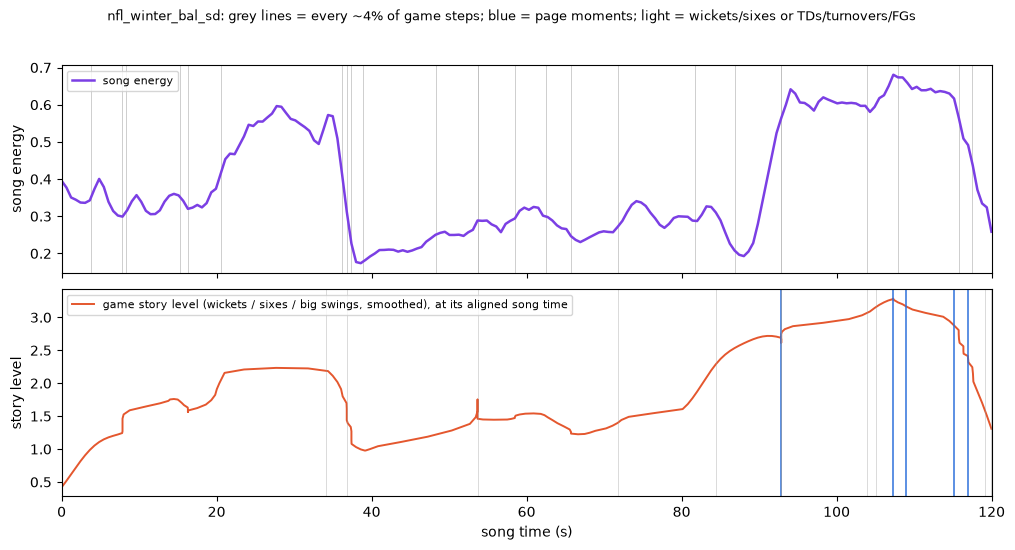 nfl_winter_bal_sd: grey lines = every ~4% of game steps; blue = page moments; light = wickets/sixes or TDs/turnovers/FGs
0.7
0.6
0.5
0.4
0.3
0.2
song energy
song energy
3.0
2.5
2.0
1.5
1.0
0.5
story level
game story level (wickets / sixes / big swings, smoothed), at its aligned song time
0 20 40 60 80 100 120
song time (s)